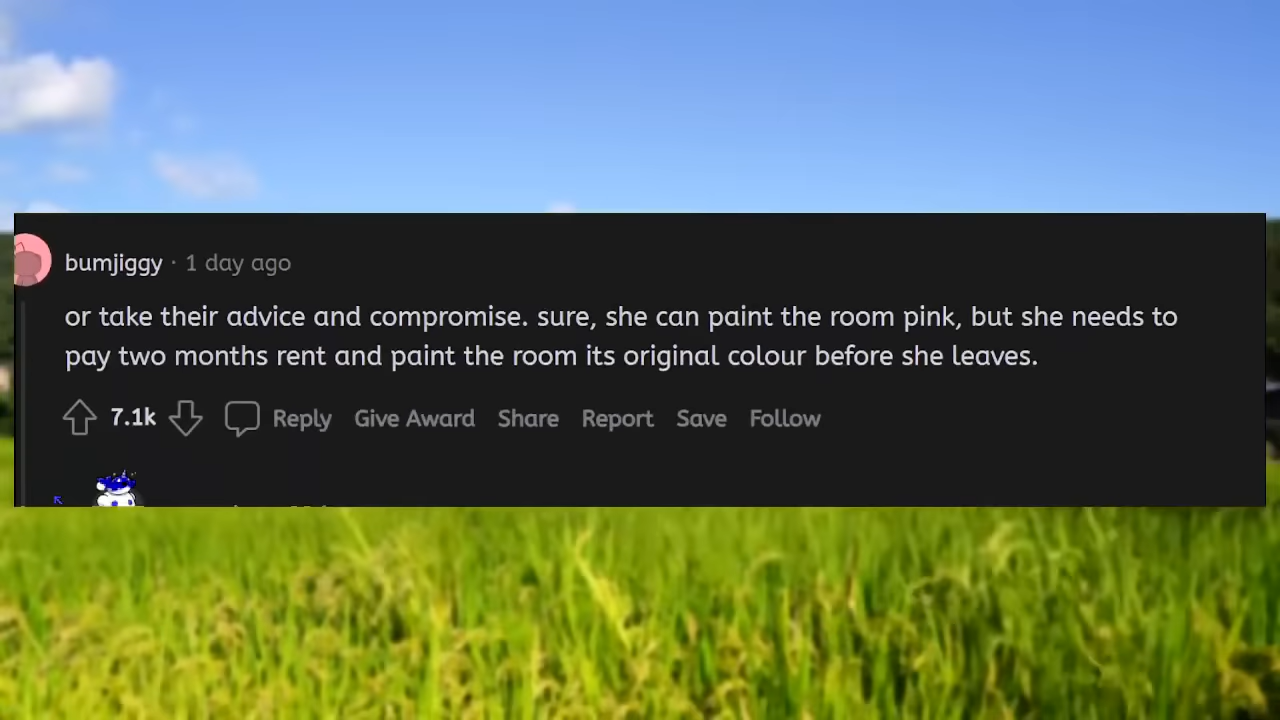 bumjiggy · 1 day ago
or take their advice and compromise. sure, she can paint the room pink, but she needs to
pay two months rent and paint the room its original colour before she leaves.
7.1k Reply Give Award Share Report Save Follow